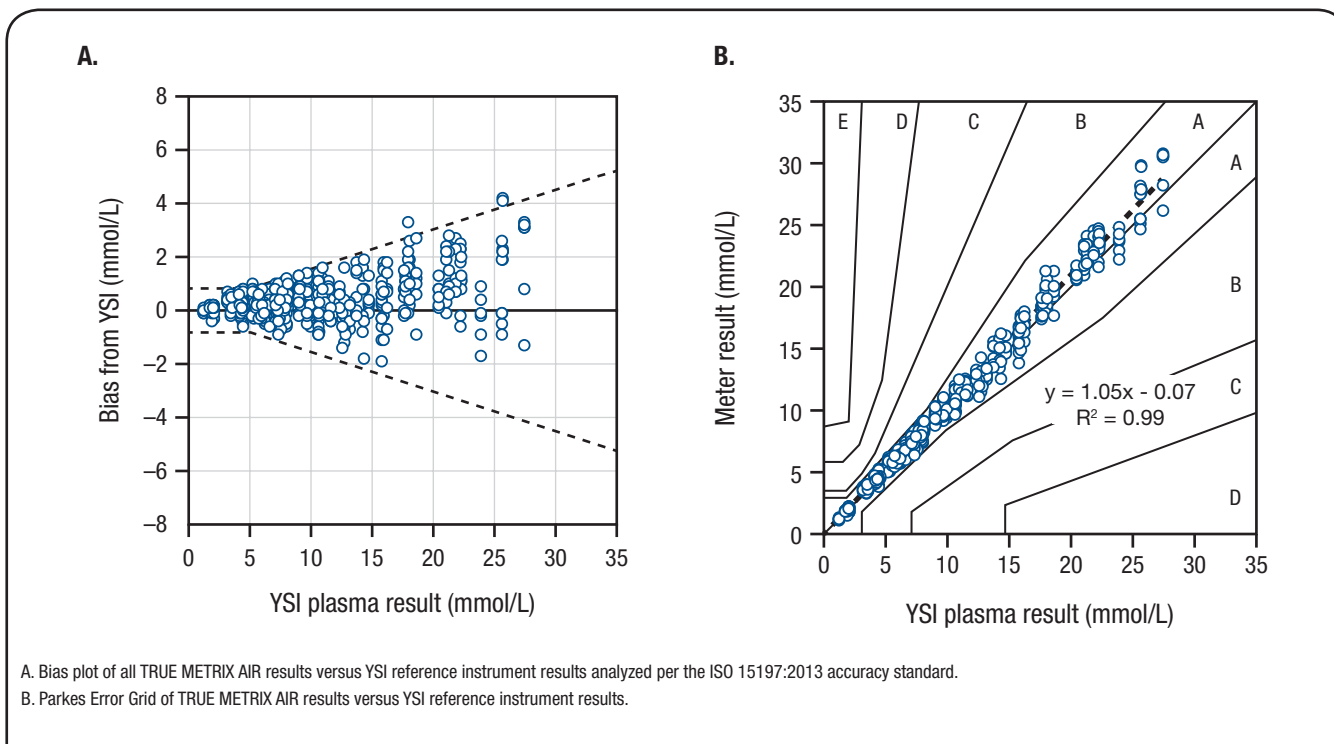 A.
8
6
4
2
0
–2
–4
–6
–8
0 5 10 15 20 25 30 35
Bias from YSI (mmol/L)
YSI plasma result (mmol/L)
B.
35
30
25
20
15
10
5
0
0 5 10 15 20 25 30 35
Meter result (mmol/L)
YSI plasma result (mmol/L)
E D C B A
A
B
C
D
y = 1.05x - 0.07
R² = 0.99
A. Bias plot of all TRUE METRIX AIR results versus YSI reference instrument results analyzed per the ISO 15197:2013 accuracy standard.
B. Parkes Error Grid of TRUE METRIX AIR results versus YSI reference instrument results.